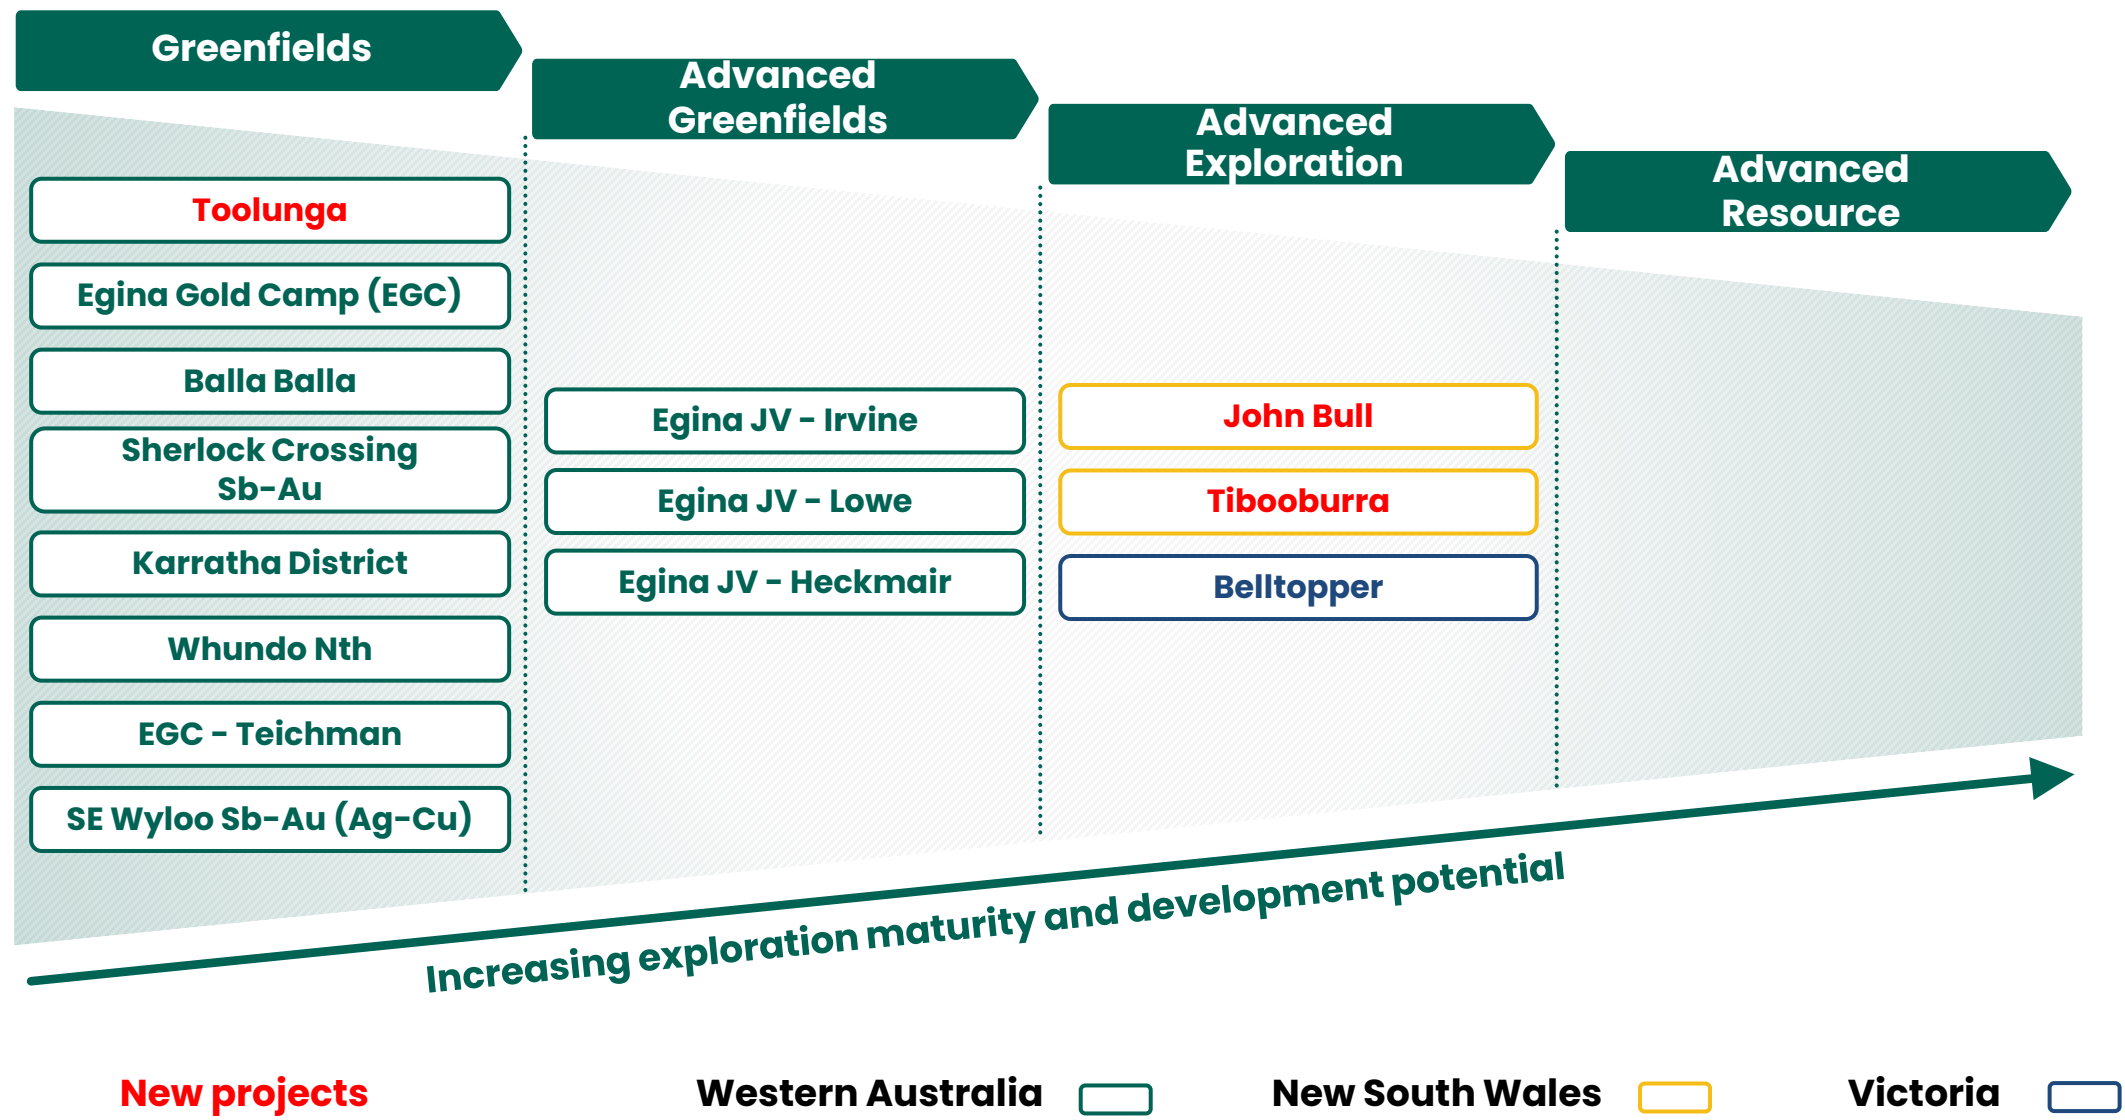 Greenfields
Advanced
Greenfields
Advanced
Exploration
Advanced
Resource
Toolunga
Egina Gold Camp (EGC)
Balla Balla
Sherlock Crossing
Sb-Au
Karratha District
Whundo Nth
EGC - Teichman
SE Wyloo Sb-Au (Ag-Cu)
Egina JV - Irvine
Egina JV - Lowe
Egina JV - Heckmair
John Bull
Tibooburra
Belltopper
Increasing exploration maturity and development potential
New projects
Western Australia
New South Wales
Victoria